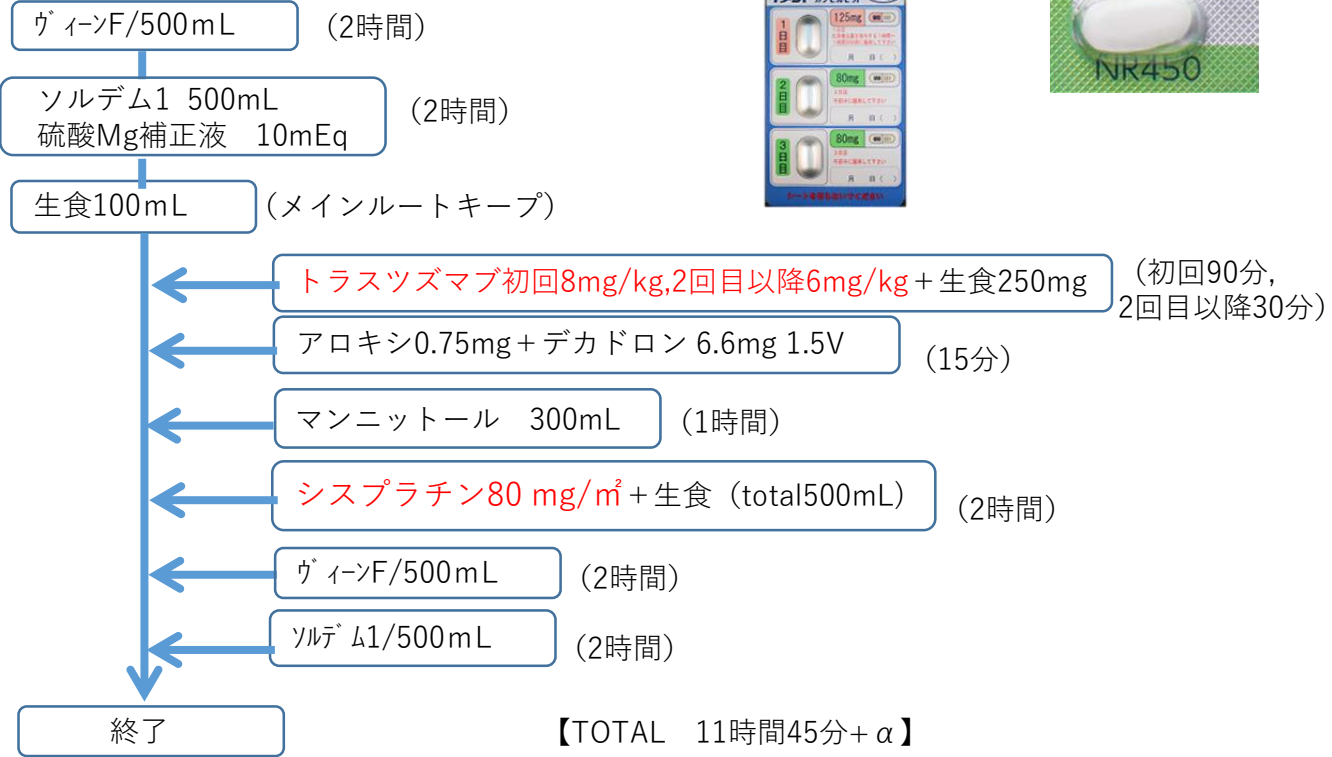 ヴィーンF/500mL
(2時間)
125mg
1日目
月 日( )
80mg
2日目
月 日( )
80mg
3日目
月 日( )
NR450
ソルデム1 500mL
硫酸Mg補正液 10mEq
(2時間)
生食100mL
(メインルートキープ)
トラスツズマブ初回8mg/kg,2回目以降6mg/kg+生食250mg
(初回90分,
2回目以降30分)
アロキシ0.75mg+デカドロン 6.6mg 1.5V
(15分)
マンニットール 300mL
(1時間)
シスプラチン80 mg/㎡+生食 (total500mL)
(2時間)
ヴィーンF/500mL
(2時間)
ソルデム1/500mL
(2時間)
終了
【TOTAL 11時間45分+α】